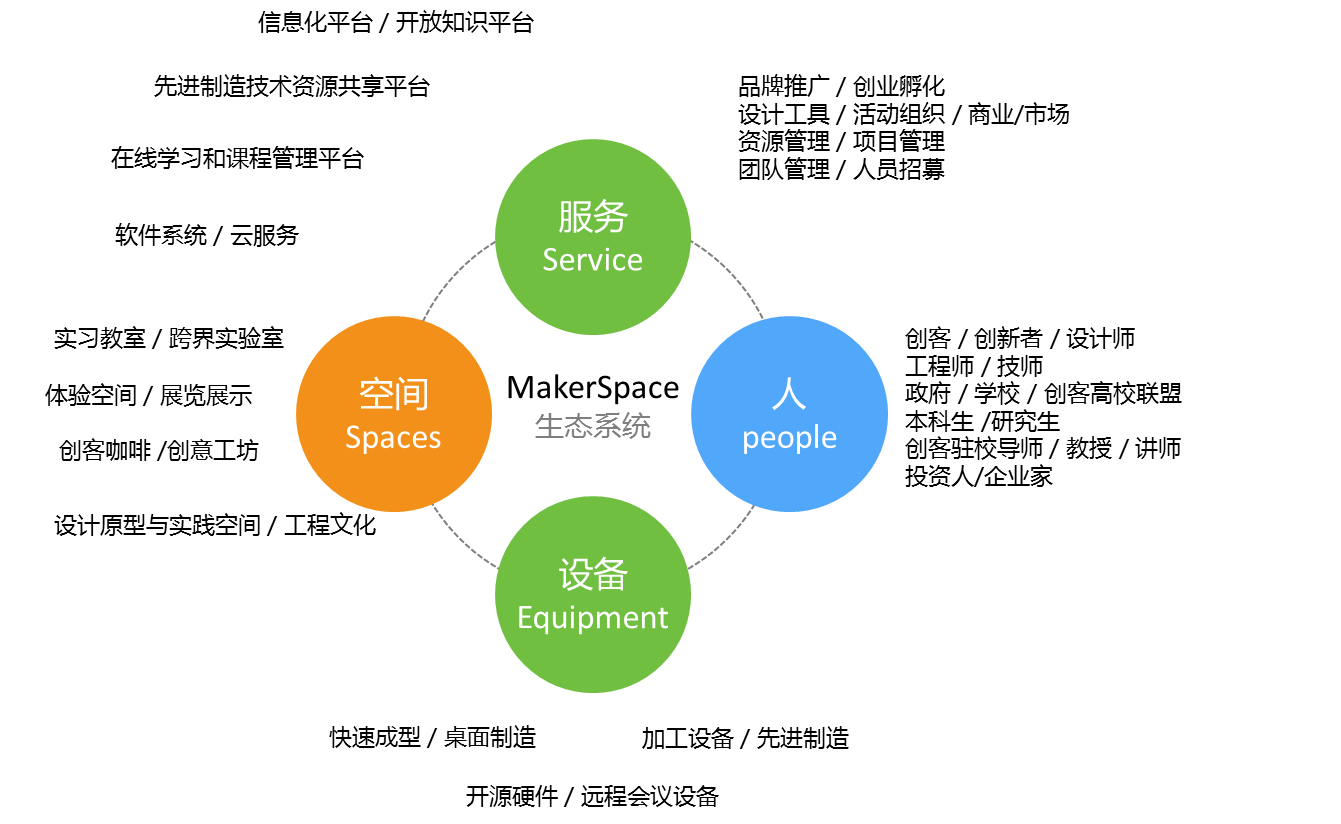 信息化平台 / 开放知识平台
先进制造技术资源共享平台
在线学习和课程管理平台
软件系统 / 云服务
品牌推广 / 创业孵化
设计工具 / 活动组织 / 商业/市场
资源管理 / 项目管理
团队管理 / 人员招募
服务
Service
实习教室 / 跨界实验室
体验空间 / 展览展示
创客咖啡 /创意工坊
设计原型与实践空间 / 工程文化
空间
Spaces
MakerSpace
生态系统
人
people
创客 / 创新者 / 设计师
工程师 / 技师
政府 / 学校 / 创客高校联盟
本科生 /研究生
创客驻校导师 / 教授 / 讲师
投资人/企业家
设备
Equipment
快速成型 / 桌面制造
加工设备 / 先进制造
开源硬件 / 远程会议设备